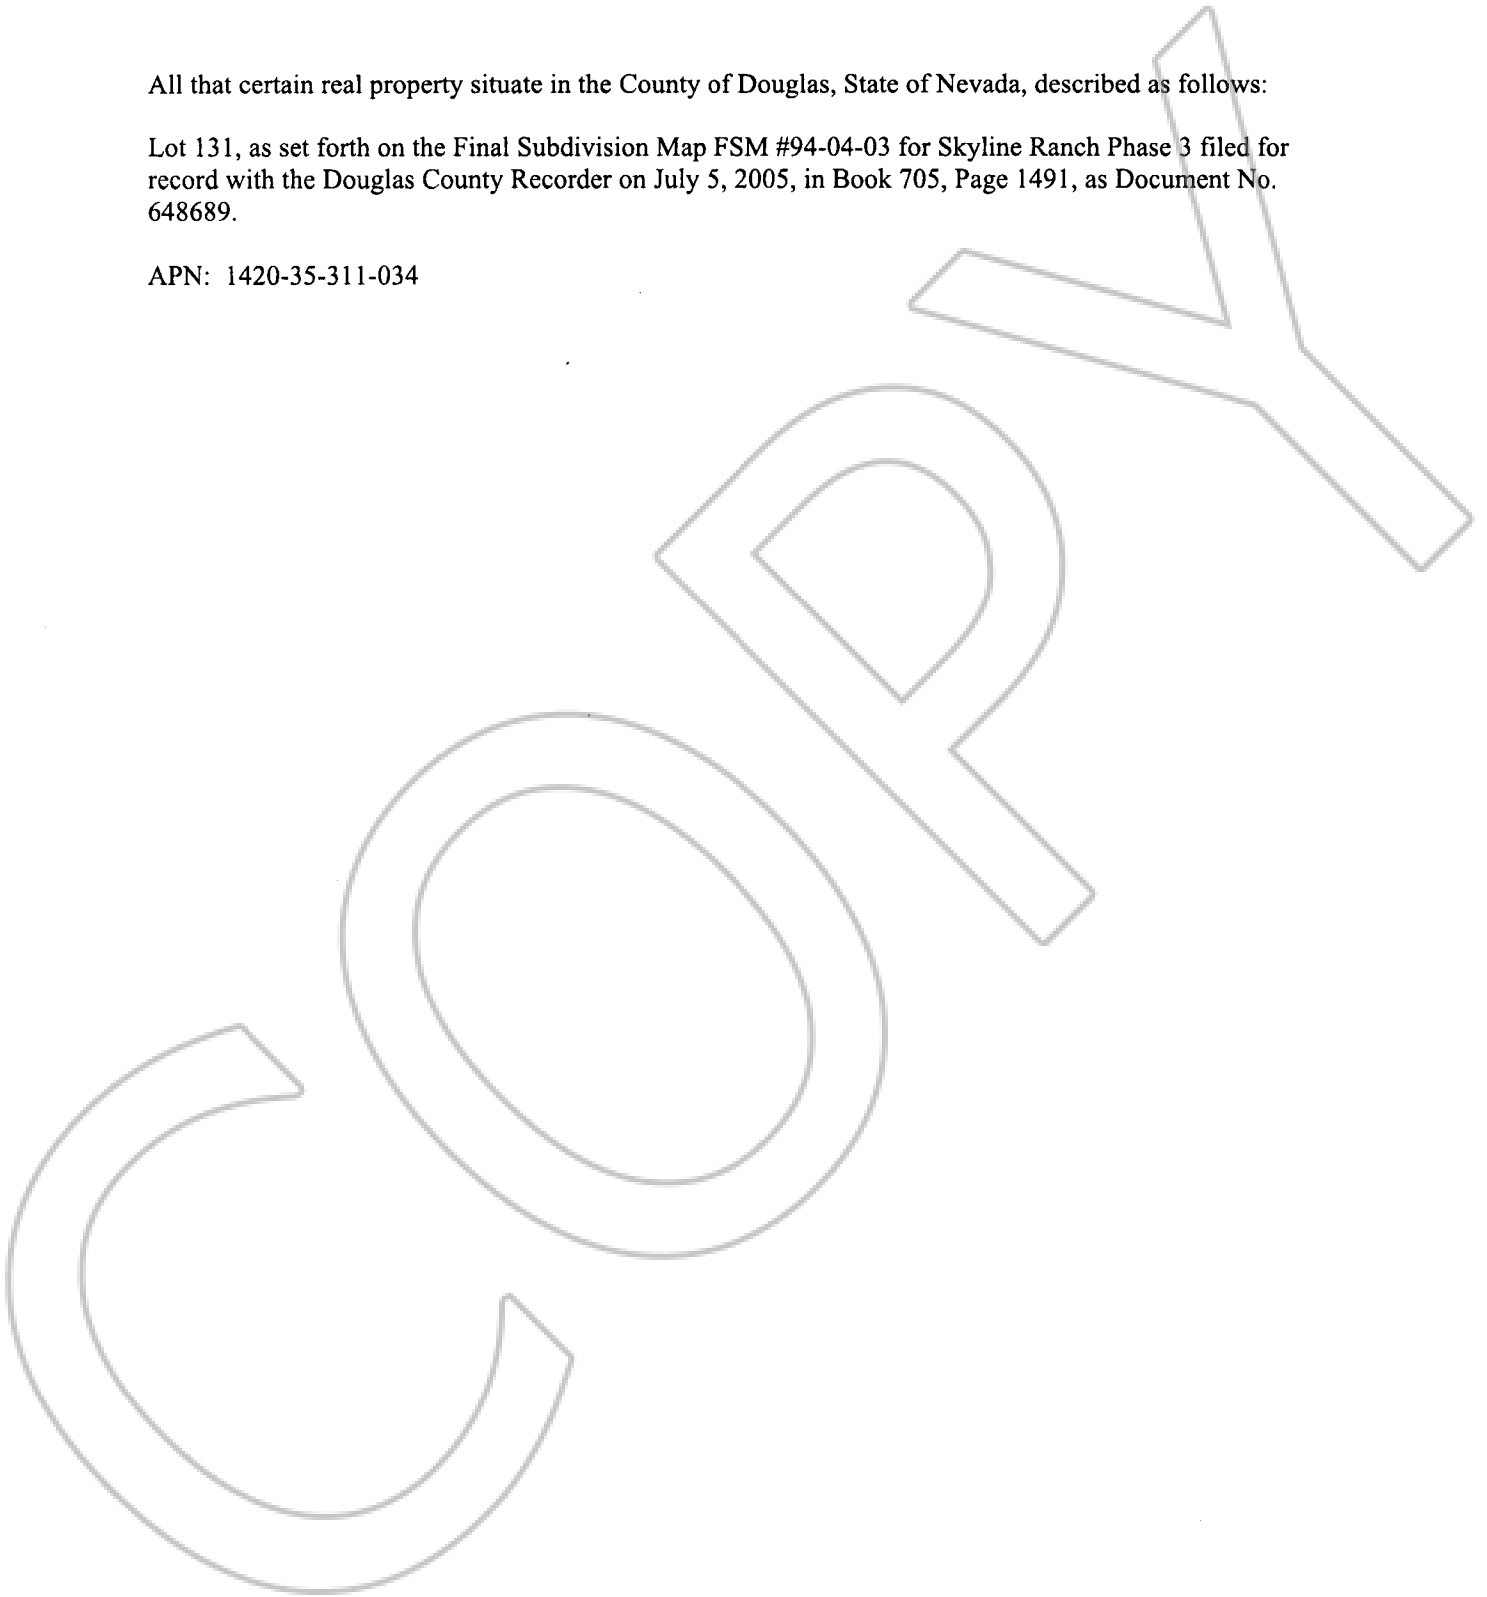 All that certain real property situate in the County of Douglas, State of Nevada, described as follows:
Lot 131, as set forth on the Final Subdivision Map FSM #94-04-03 for Skyline Ranch Phase 3 filed for
record with the Douglas County Recorder on July 5, 2005, in Book 705, Page 1491, as Document No.
648689.
APN: 1420-35-311-034
COPY